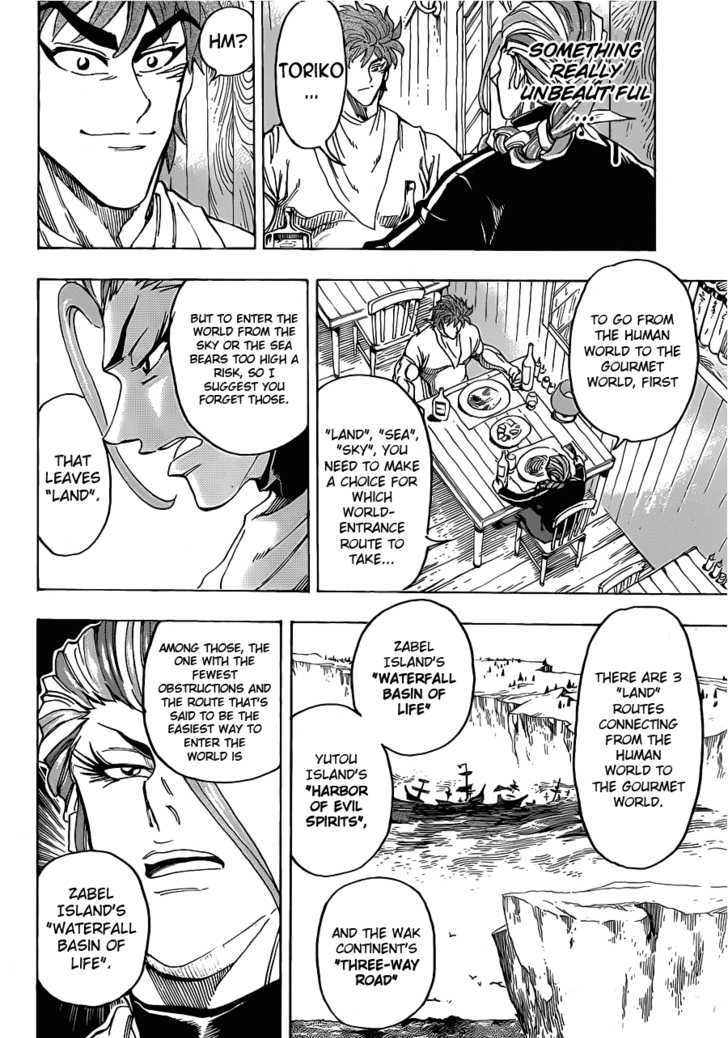 SOMETHING
REALLY
UNBEAUTIFUL
...
TORIKO
...
HM?
TO GO FROM
THE HUMAN
WORLD TO THE
GOURMET
WORLD, FIRST
"LAND", "SEA",
"SKY", YOU
NEED TO MAKE
A CHOICE FOR
WHICH
WORLD-
ENTRANCE
ROUTE TO
TAKE...
BUT TO ENTER THE
WORLD FROM THE
SKY OR THE SEA
BEARS TOO HIGH A
RISK, SO I
SUGGEST YOU
FORGET THOSE.
THAT
LEAVES
"LAND".
THERE ARE 3
"LAND"
ROUTES
CONNECTING
FROM THE
HUMAN
WORLD TO
THE GOURMET
WORLD.
ZABEL
ISLAND'S
"WATERFALL
BASIN OF
LIFE"
YUTOU
ISLAND'S
"HARBOR
OF EVIL
SPIRITS",
AND THE WAK
CONTINENT'S
"THREE-WAY
ROAD"
AMONG THOSE, THE
ONE WITH THE
FEWEST
OBSTRUCTIONS AND
THE ROUTE THAT'S
SAID TO BE THE
EASIEST WAY TO
ENTER THE
WORLD IS
ZABEL
ISLAND'S
"WATERFALL
BASIN OF
LIFE".